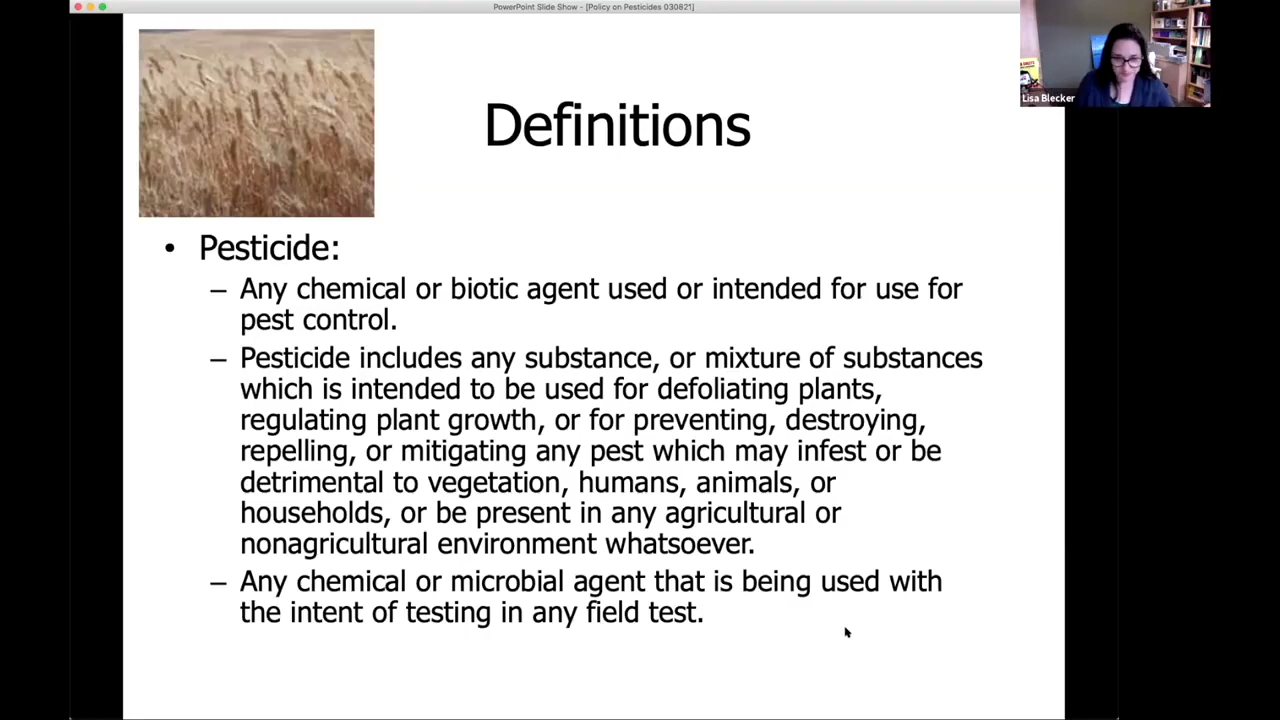 PowerPoint Slide Show - [Policy on Pesticides 030821]
Lisa Blecker
Definitions
• Pesticide:
– Any chemical or biotic agent used or intended for use for
pest control.
– Pesticide includes any substance, or mixture of substances
which is intended to be used for defoliating plants,
regulating plant growth, or for preventing, destroying,
repelling, or mitigating any pest which may infest or be
detrimental to vegetation, humans, animals, or
households, or be present in any agricultural or
nonagricultural environment whatsoever.
– Any chemical or microbial agent that is being used with
the intent of testing in any field test.